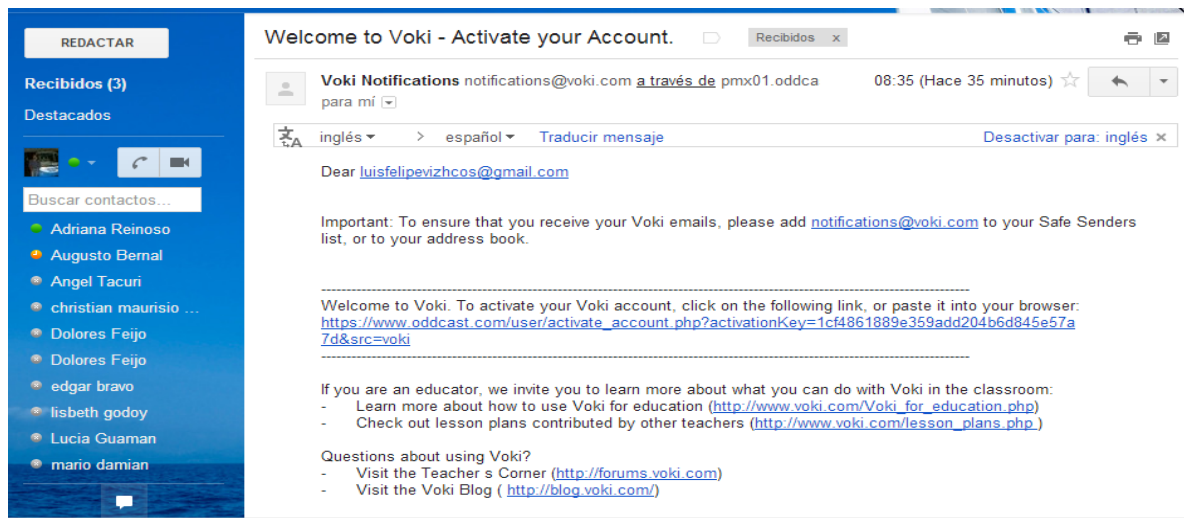 REDACTAR
Recibidos (3)
Destacados
Buscar contactos...
Adriana Reinoso
Augusto Bernal
Angel Tacuri
christian maurisio ...
Dolores Feijo
Dolores Feijo
edgar bravo
lisbeth godoy
Lucia Guaman
mario damian
Welcome to Voki - Activate your Account.
Recibidos x
Voki Notifications notifications@voki.com a través de pmx01.oddca
08:35 (Hace 35 minutos)
para mí
inglés > español Traducir mensaje
Desactivar para: inglés x
Dear luisfelipevizhcos@gmail.com
Important: To ensure that you receive your Voki emails, please add notifications@voki.com to your Safe Senders
list, or to your address book.
--------------------------------------------------------------------------------
Welcome to Voki. To activate your Voki account, click on the following link, or paste it into your browser:
https://www.oddcast.com/user/activate_account.php?activationKey=1cf4861889e359add204b6d845e57a
7d&src=voki
--------------------------------------------------------------------------------
If you are an educator, we invite you to learn more about what you can do with Voki in the classroom:
- Learn more about how to use Voki for education (http://www.voki.com/Voki_for_education.php)
- Check out lesson plans contributed by other teachers (http://www.voki.com/lesson_plans.php )
Questions about using Voki?
- Visit the Teacher s Corner (http://forums.voki.com)
- Visit the Voki Blog ( http://blog.voki.com/)